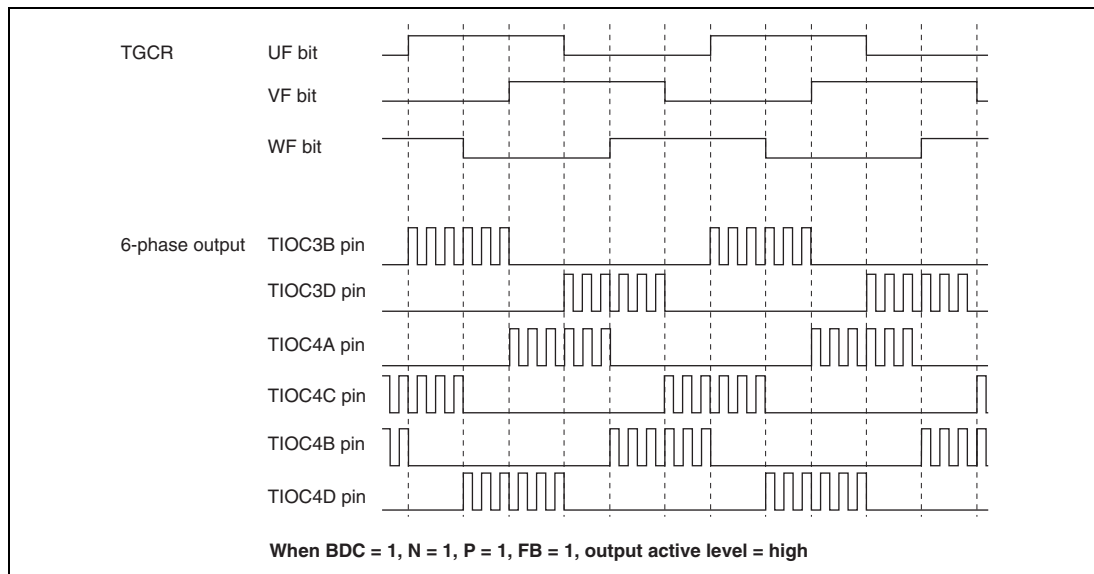 TGCR UF bit
VF bit
WF bit
6-phase output TIOC3B pin
TIOC3D pin
TIOC4A pin
TIOC4C pin
TIOC4B pin
TIOC4D pin
When BDC = 1, N = 1, P = 1, FB = 1, output active level = high